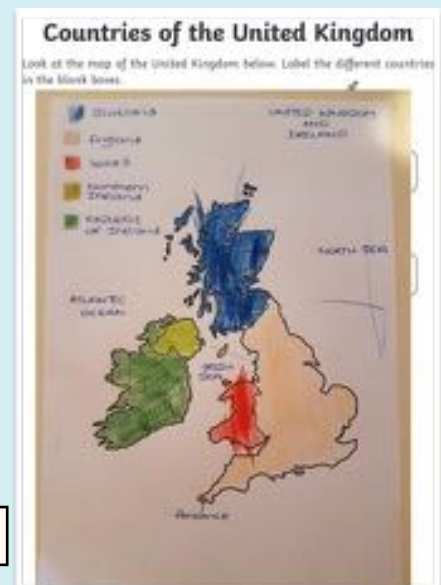 Countries of the United Kingdom
Look at the map of the United Kingdom below. Label the different countries
in the blank boxes.
Scotland
England
Wales
Northern
Ireland
Republic
of Ireland
UNITED KINGDOM
AND
IRELAND
NORTH SEA
ATLANTIC
OCEAN
IRISH
SEA